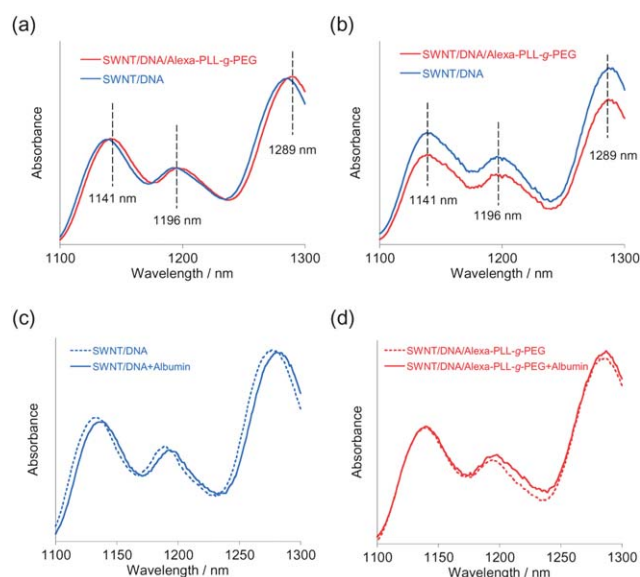 (a)
SWNT/DNA/Alexa-PLL-g-PEG
SWNT/DNA
1141 nm
1196 nm
1289 nm
Absorbance
1100
1200
1300
Wavelength / nm
(b)
SWNT/DNA/Alexa-PLL-g-PEG
SWNT/DNA
1141 nm
1196 nm
1289 nm
Absorbance
1100
1200
1300
Wavelength / nm
(c)
SWNT/DNA
SWNT/DNA+Albumin
Absorbance
1100
1150
1200
1250
1300
Wavelength / nm
(d)
SWNT/DNA/Alexa-PLL-g-PEG
SWNT/DNA/Alexa-PLL-g-PEG+Albumin
Absorbance
1100
1150
1200
1250
1300
Wavelength / nm